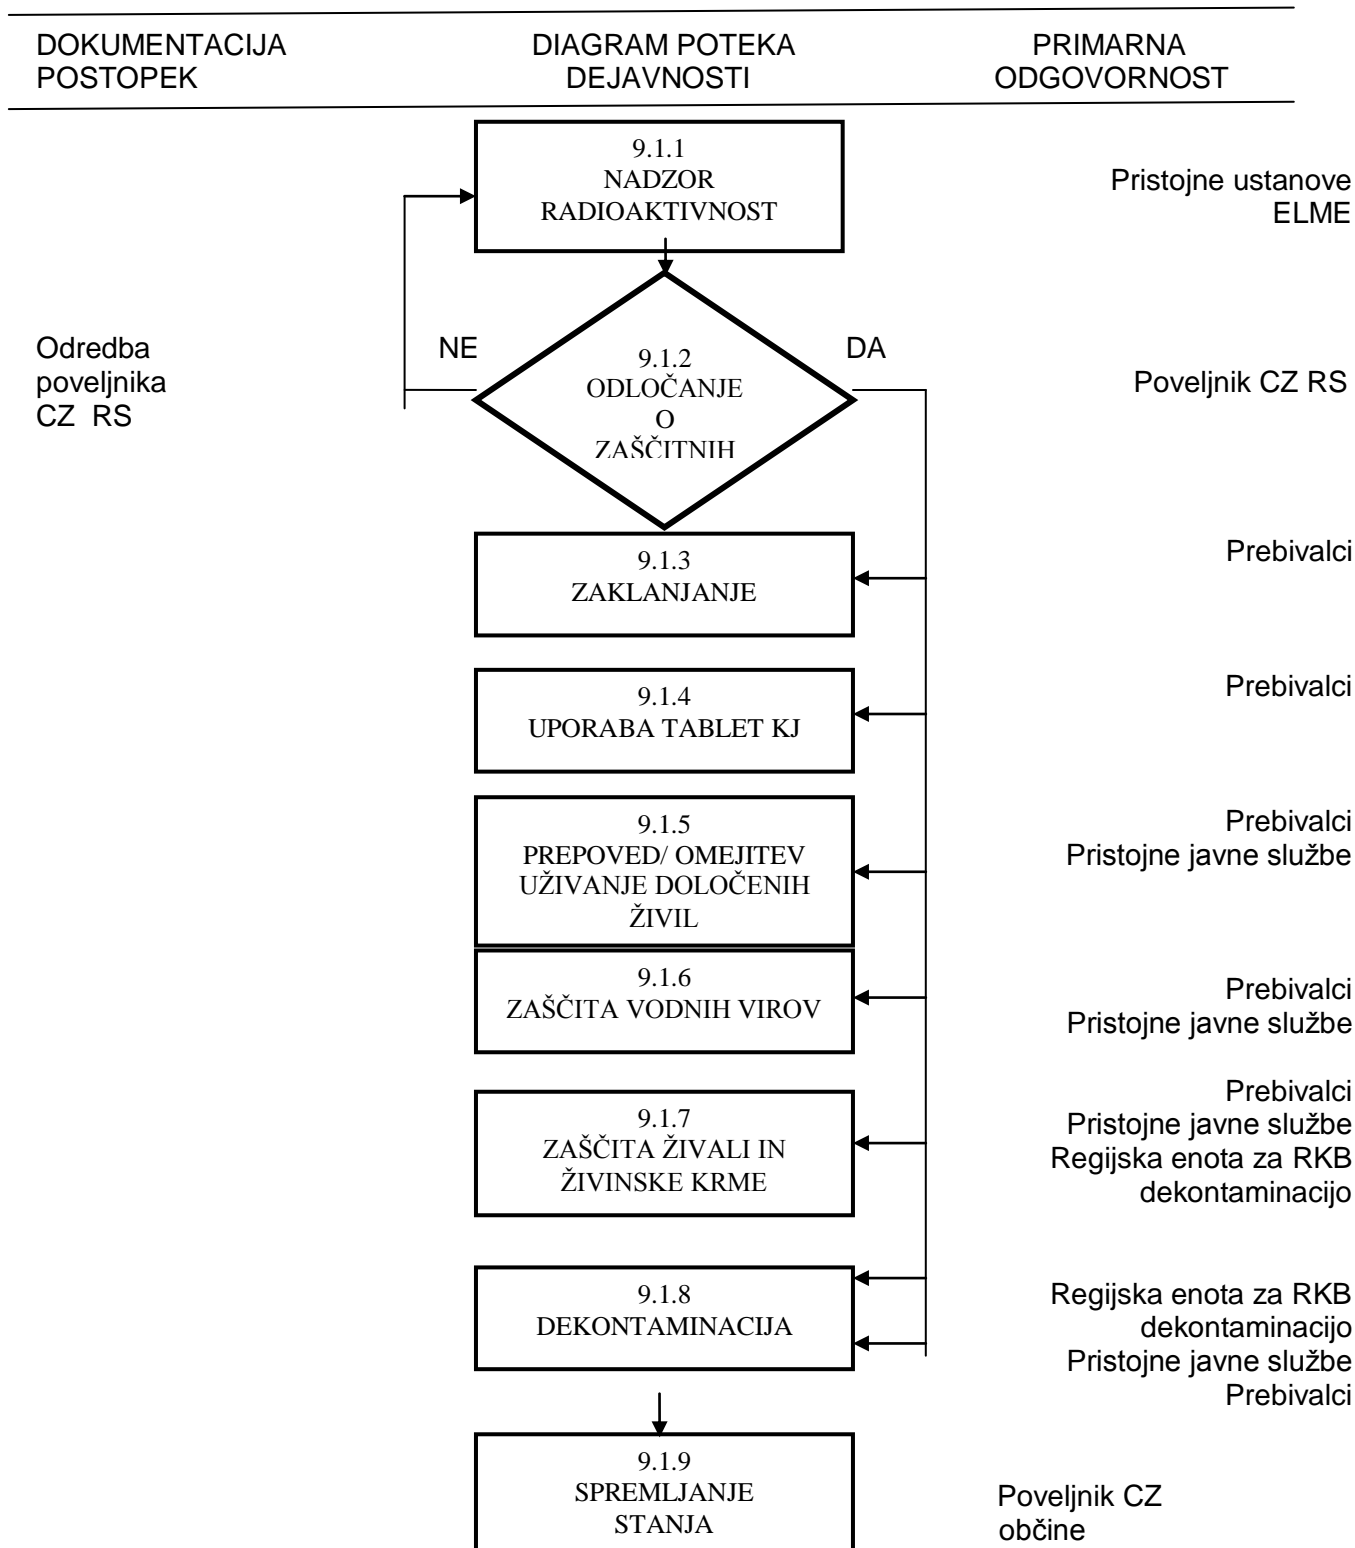 DOKUMENTACIJA
POSTOPEK
DIAGRAM POTEKA
DEJAVNOSTI
PRIMARNA
ODGOVORNOST
9.1.1
NADZOR
RADIOAKTIVNOST
Pristojne ustanove
ELME
Odredba
poveljnika
CZ RS
NE
9.1.2
ODLOČANJE
O
ZAŠČITNIH
DA
Poveljnik CZ RS
9.1.3
ZAKLANJANJE
Prebivalci
9.1.4
UPORABA TABLET KJ
Prebivalci
9.1.5
PREPOVED/ OMEJITEV
UŽIVANJE DOLOČENIH
ŽIVIL
Prebivalci
Pristojne javne službe
9.1.6
ZAŠČITA VODNIH VIROV
Prebivalci
Pristojne javne službe
9.1.7
ZAŠČITA ŽIVALI IN
ŽIVINSKE KRME
Prebivalci
Pristojne javne službe
Regijska enota za RKB
dekontaminacijo
9.1.8
DEKONTAMINACIJA
Regijska enota za RKB
dekontaminacijo
Pristojne javne službe
Prebivalci
9.1.9
SPREMLJANJE
STANJA
Poveljnik CZ
občine